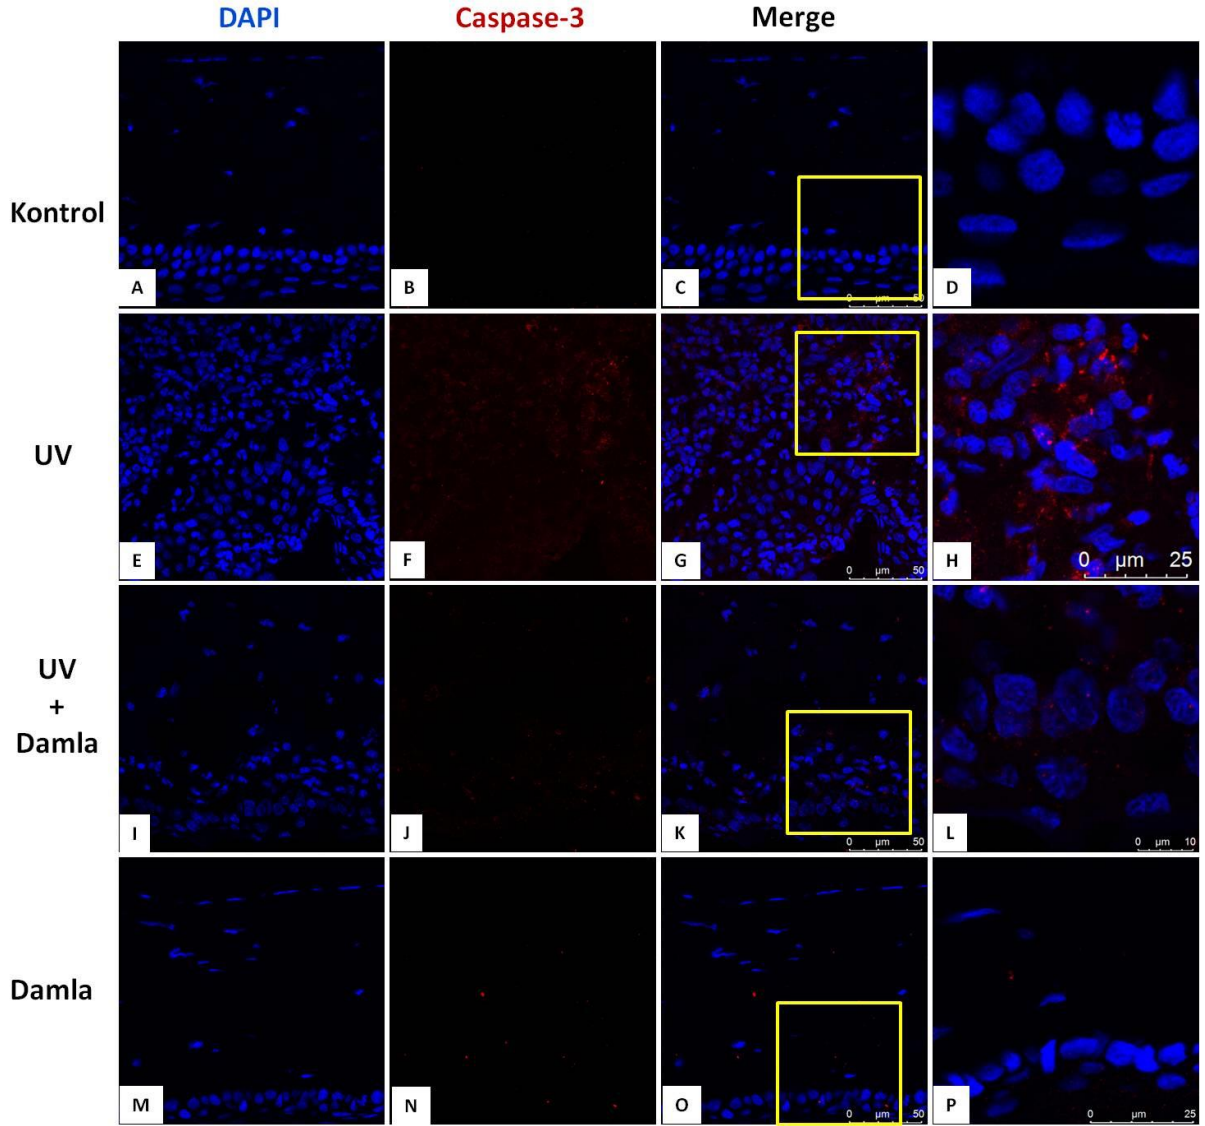 DAPI Caspase-3 Merge
Kontrol
A B C D
0 µm 50
UV
E F G H
0 µm 50
0 µm 25
UV
+
Damla
I J K L
0 µm 50
0 µm 10
Damla
M N O P
0 µm 50
0 µm 25